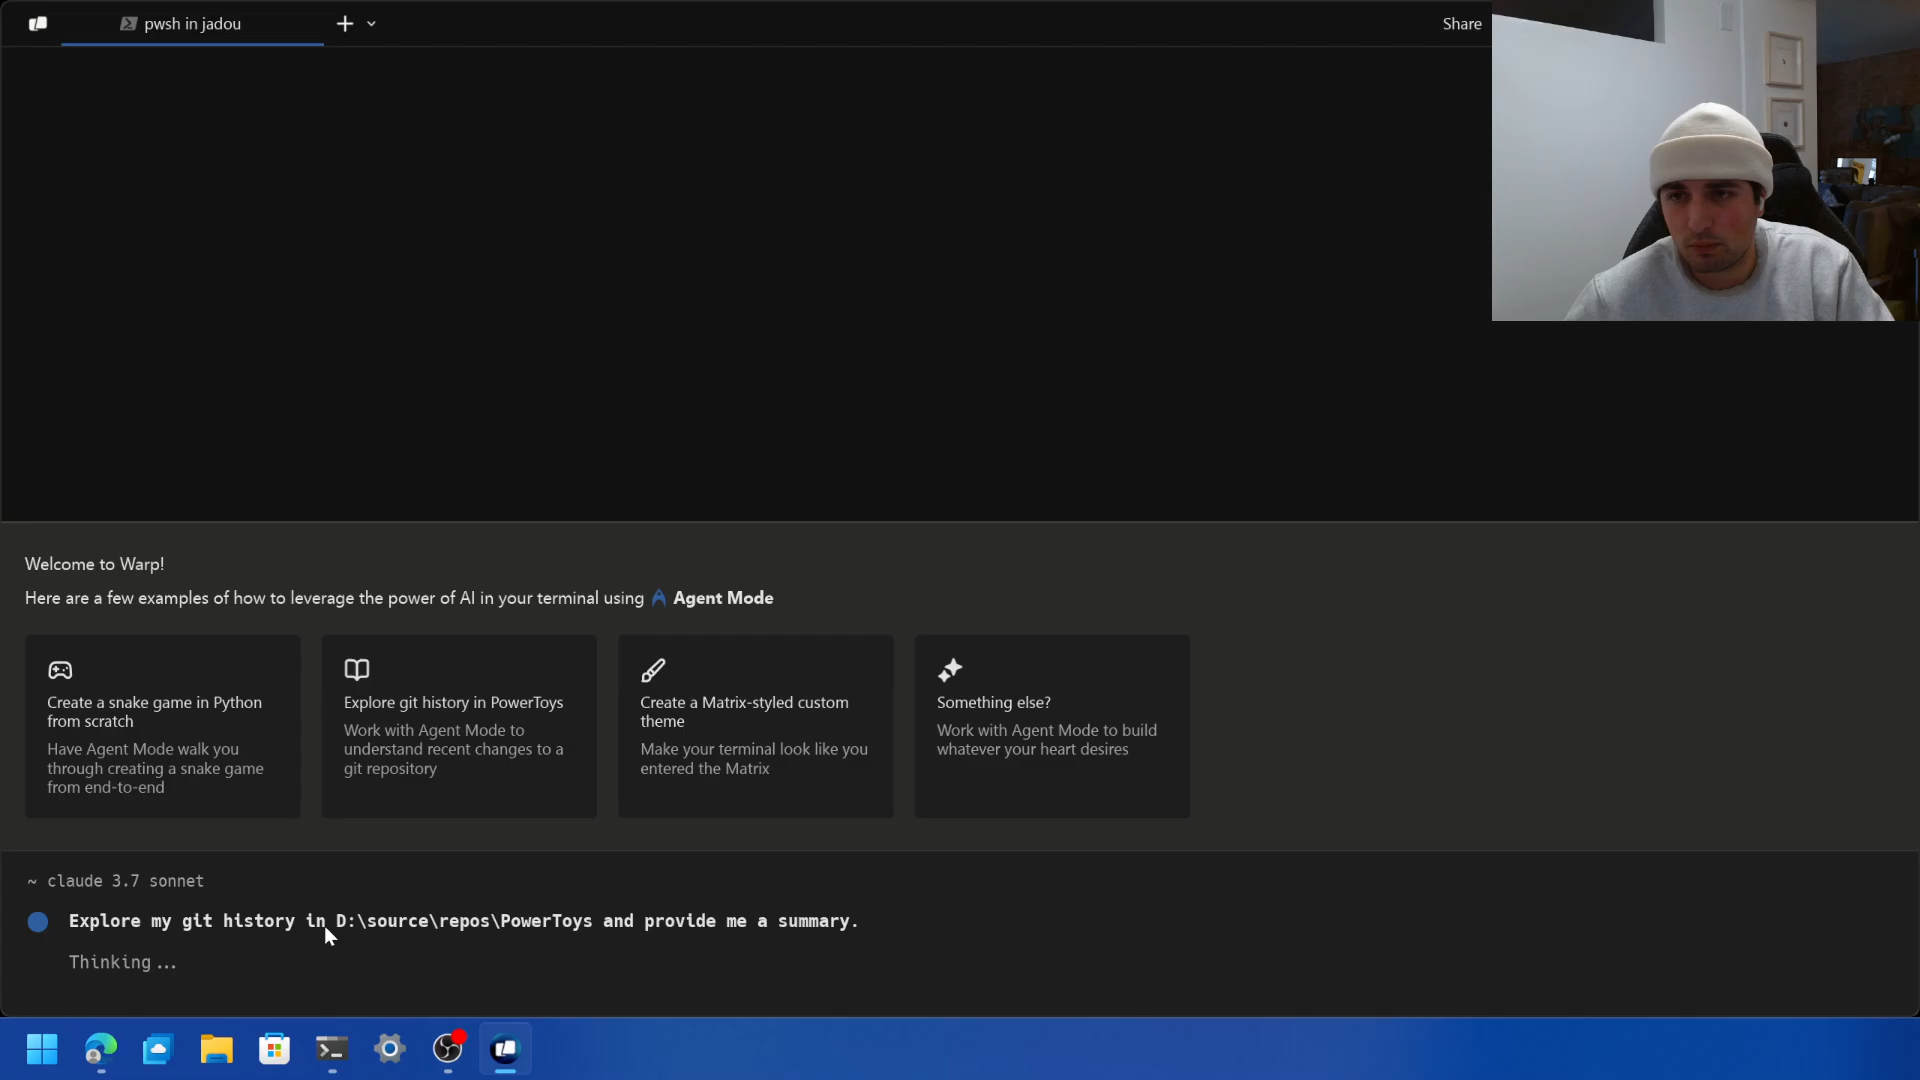 pwsh in jadou
Share
Welcome to Warp!
Here are a few examples of how to leverage the power of AI in your terminal using Agent Mode
Create a snake game in Python
from scratch
Have Agent Mode walk you
through creating a snake game
from end-to-end
Explore git history in PowerToys
Work with Agent Mode to
understand recent changes to a
git repository
Create a Matrix-styled custom
theme
Make your terminal look like you
entered the Matrix
Something else?
Work with Agent Mode to build
whatever your heart desires
~ claude 3.7 sonnet
Explore my git history in D:\source\repos\PowerToys and provide me a summary.
Thinking...